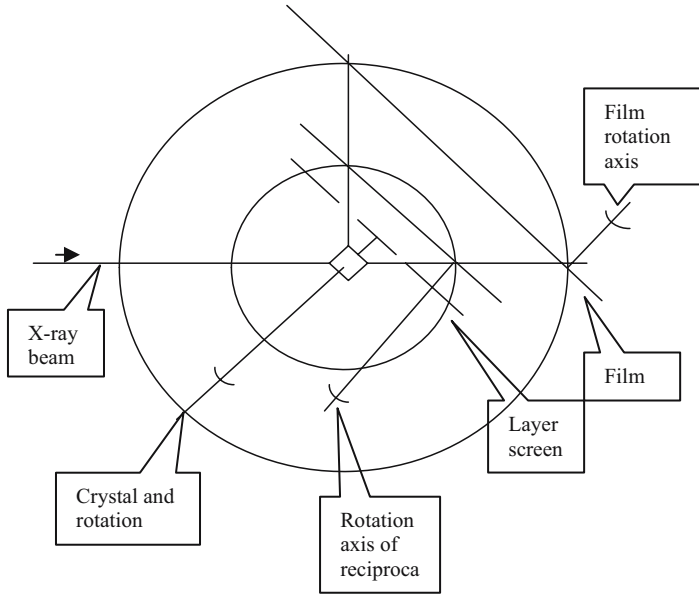 Film
rotation
axis
X-ray
beam
Film
Layer
screen
Crystal and
rotation
Rotation
axis of
reciproca